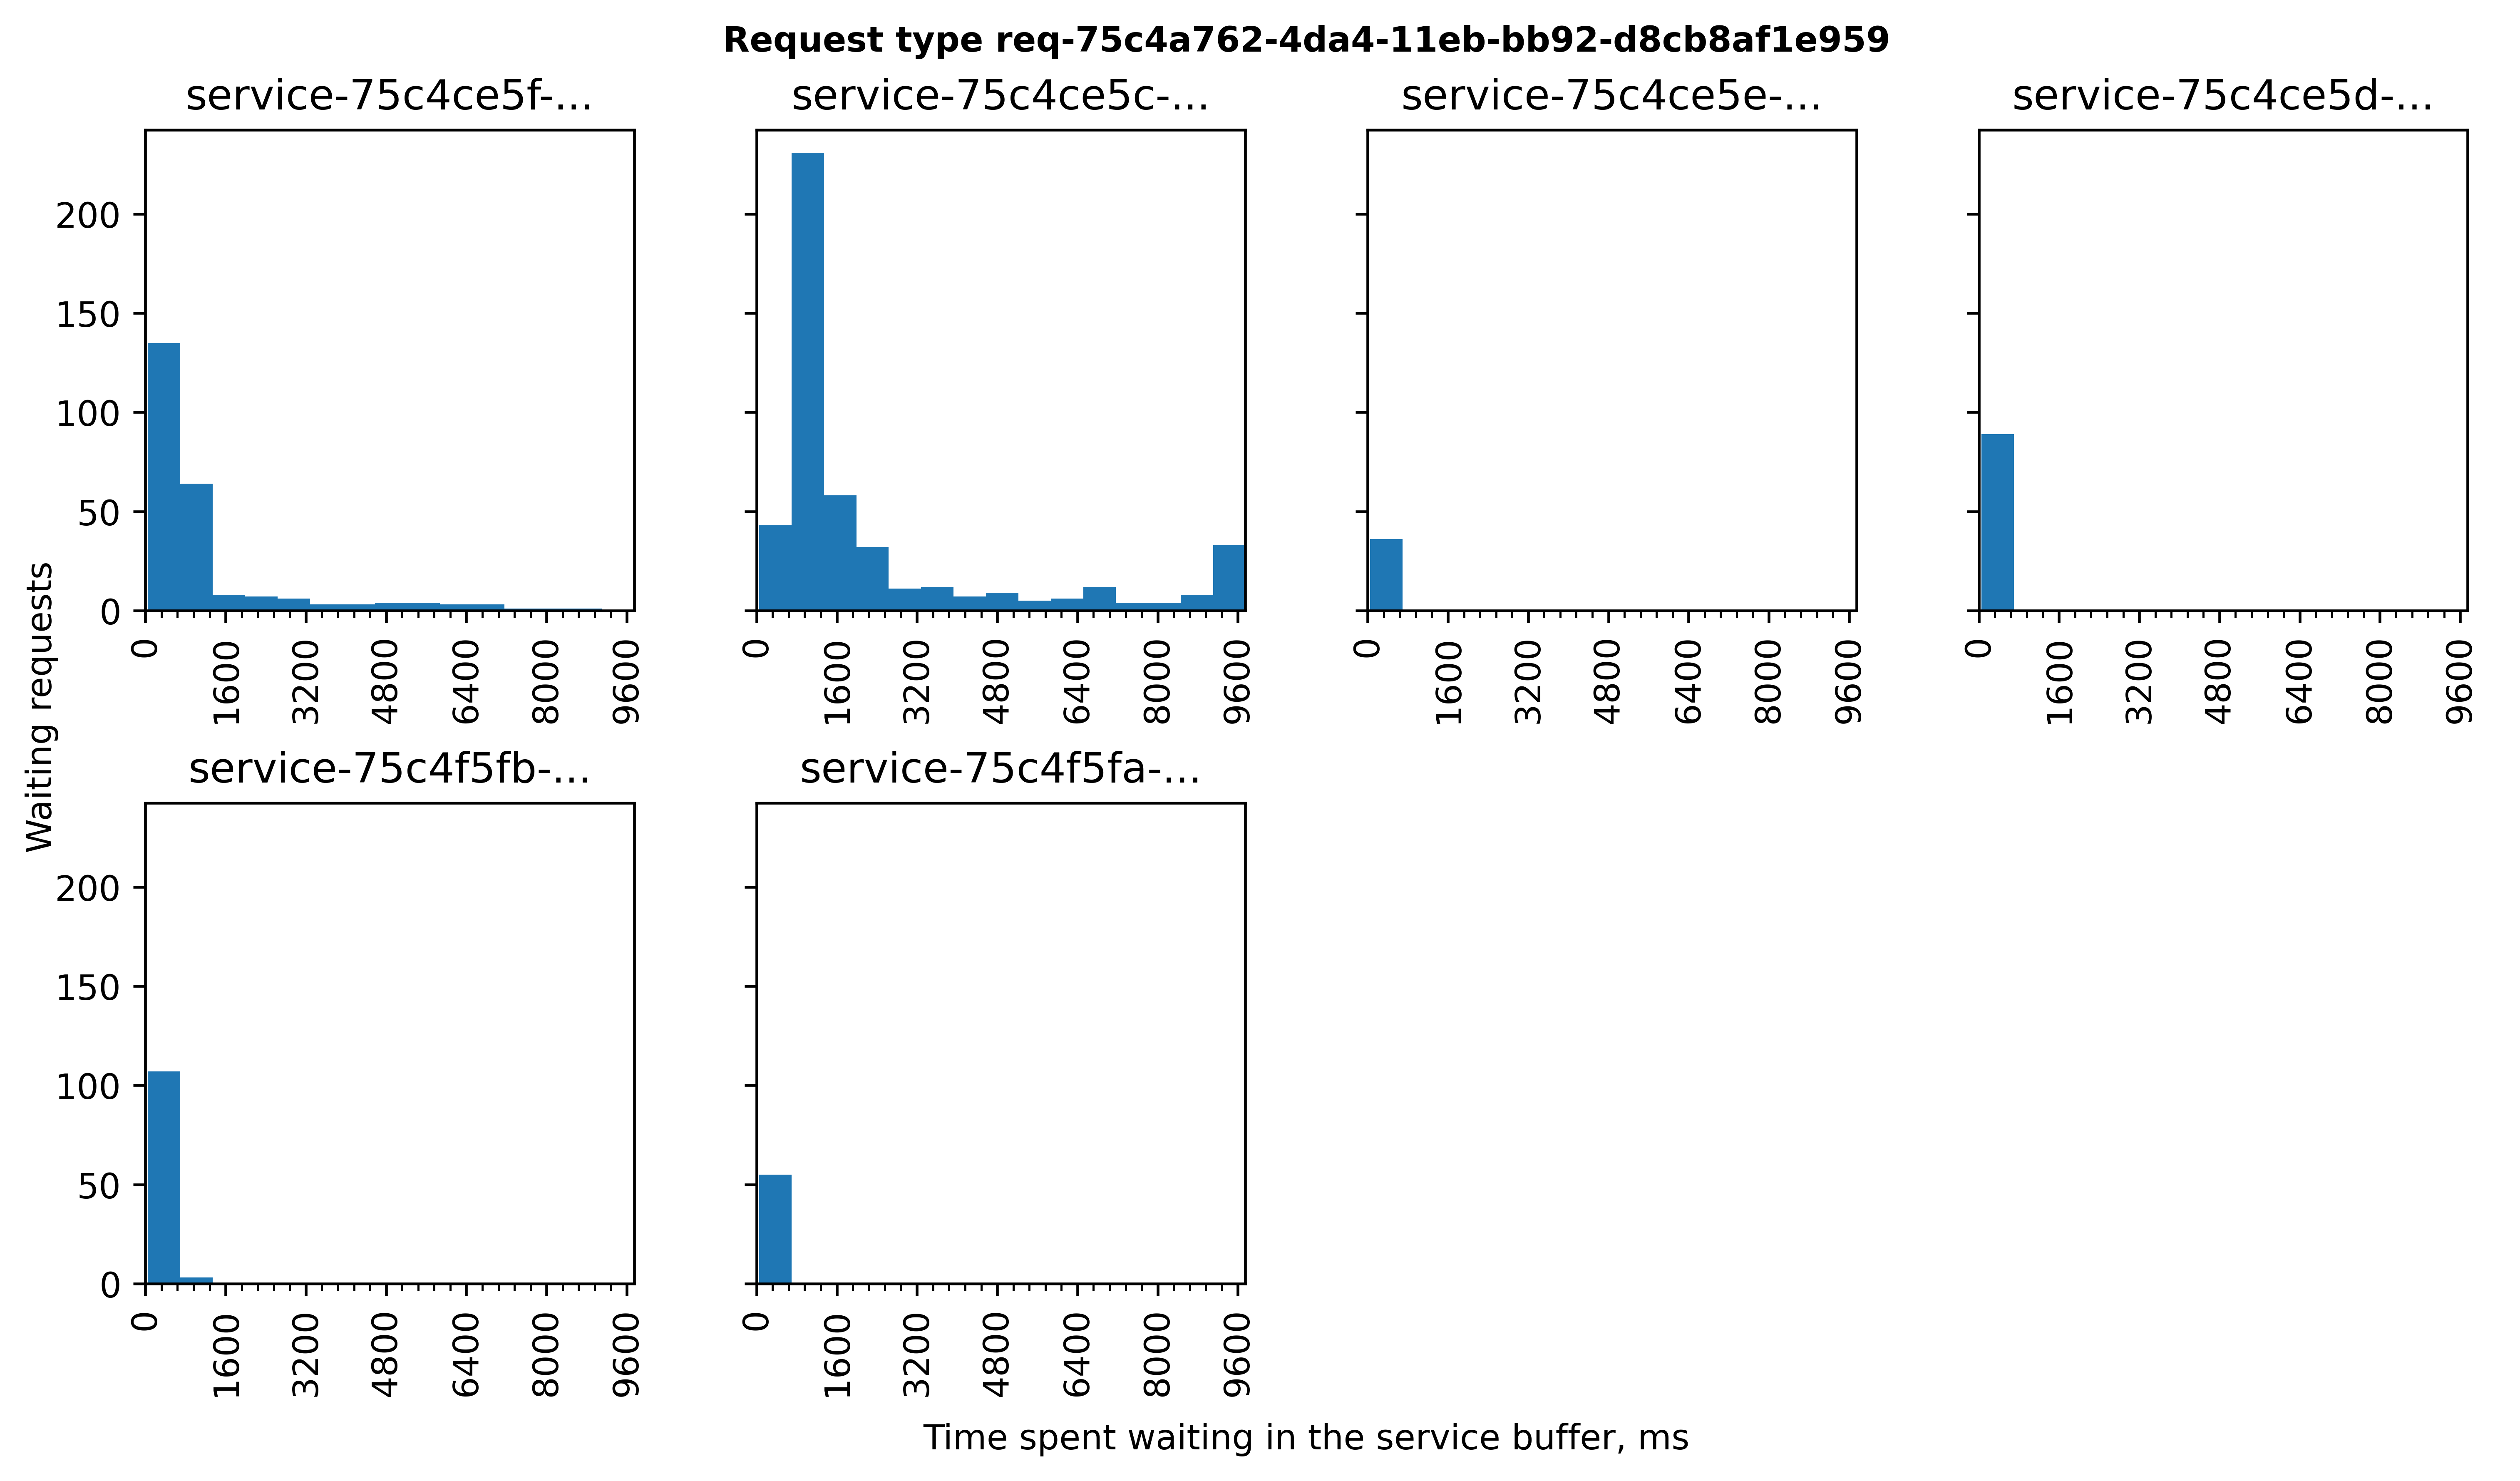 Request type req-75c4a762-4da4-11eb-bb92-d8cb8af1e959
service-75c4ce5f-...
service-75c4ce5c-...
service-75c4ce5e-...
service-75c4ce5d-...
200
150
100
50
0
0 1600 3200 4800 6400 8000 9600
0 1600 3200 4800 6400 8000 9600
0 1600 3200 4800 6400 8000 9600
0 1600 3200 4800 6400 8000 9600
Waiting requests
service-75c4f5fb-...
service-75c4f5fa-...
200
150
100
50
0
0 1600 3200 4800 6400 8000 9600
0 1600 3200 4800 6400 8000 9600
Time spent waiting in the service buffer, ms